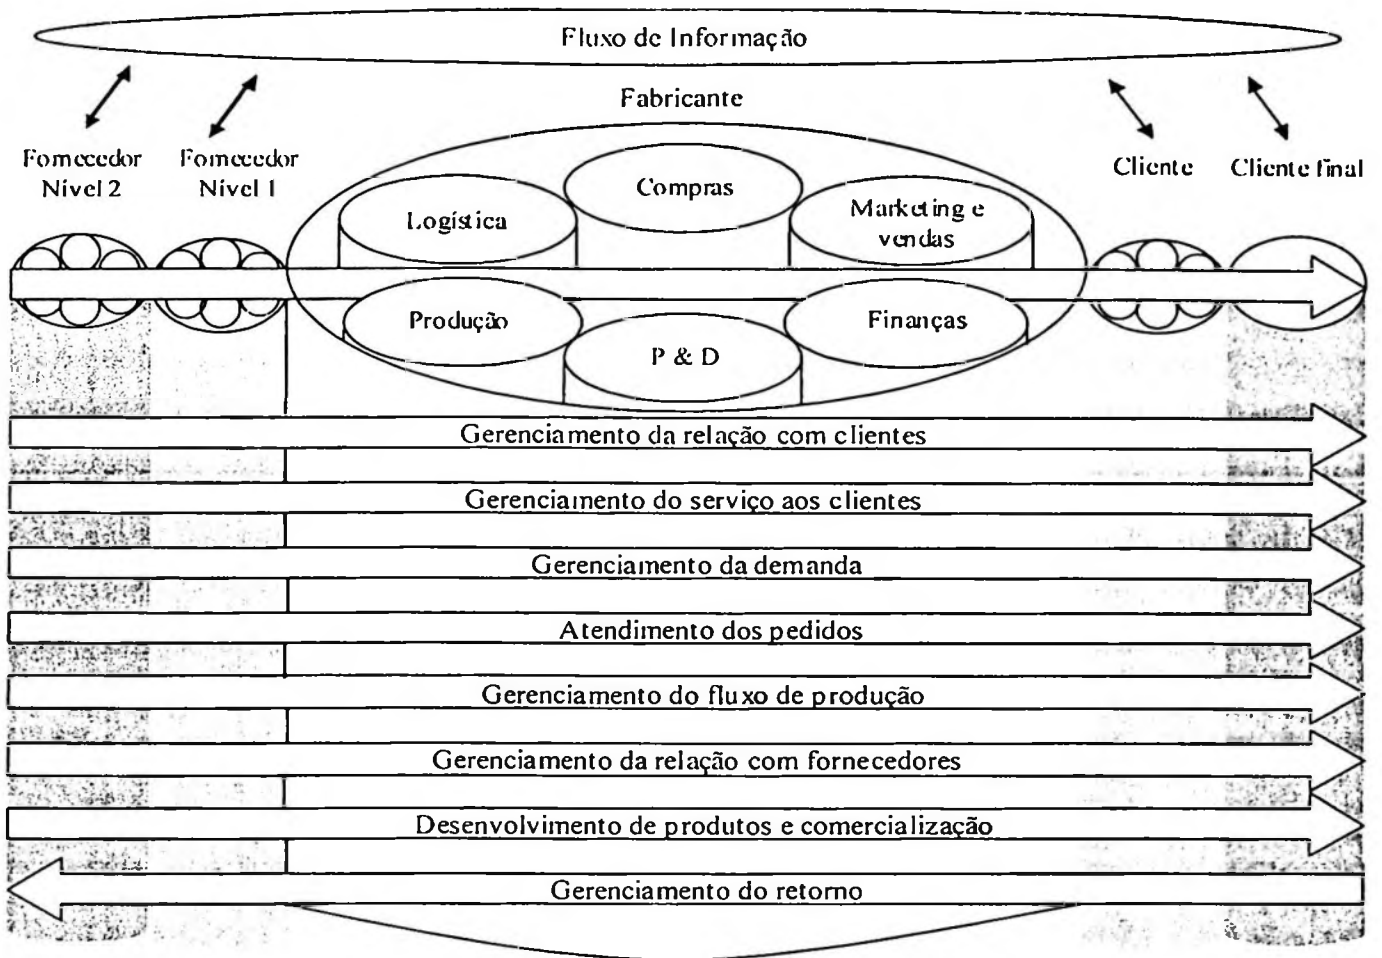 Fluxo de Informação
Fabricante
Fornecedor
Nível 2
Fornecedor
Nível 1
Cliente
Cliente final
Compras
Logística
Marketing e
vendas
Produção
Finanças
P & D
Gerenciamento da relação com clientes
Gerenciamento do serviço aos clientes
Gerenciamento da demanda
Atendimento dos pedidos
Gerenciamento do fluxo de produção
Gerenciamento da relação com fornecedores
Desenvolvimento de produtos e comercialização
Gerenciamento do retorno